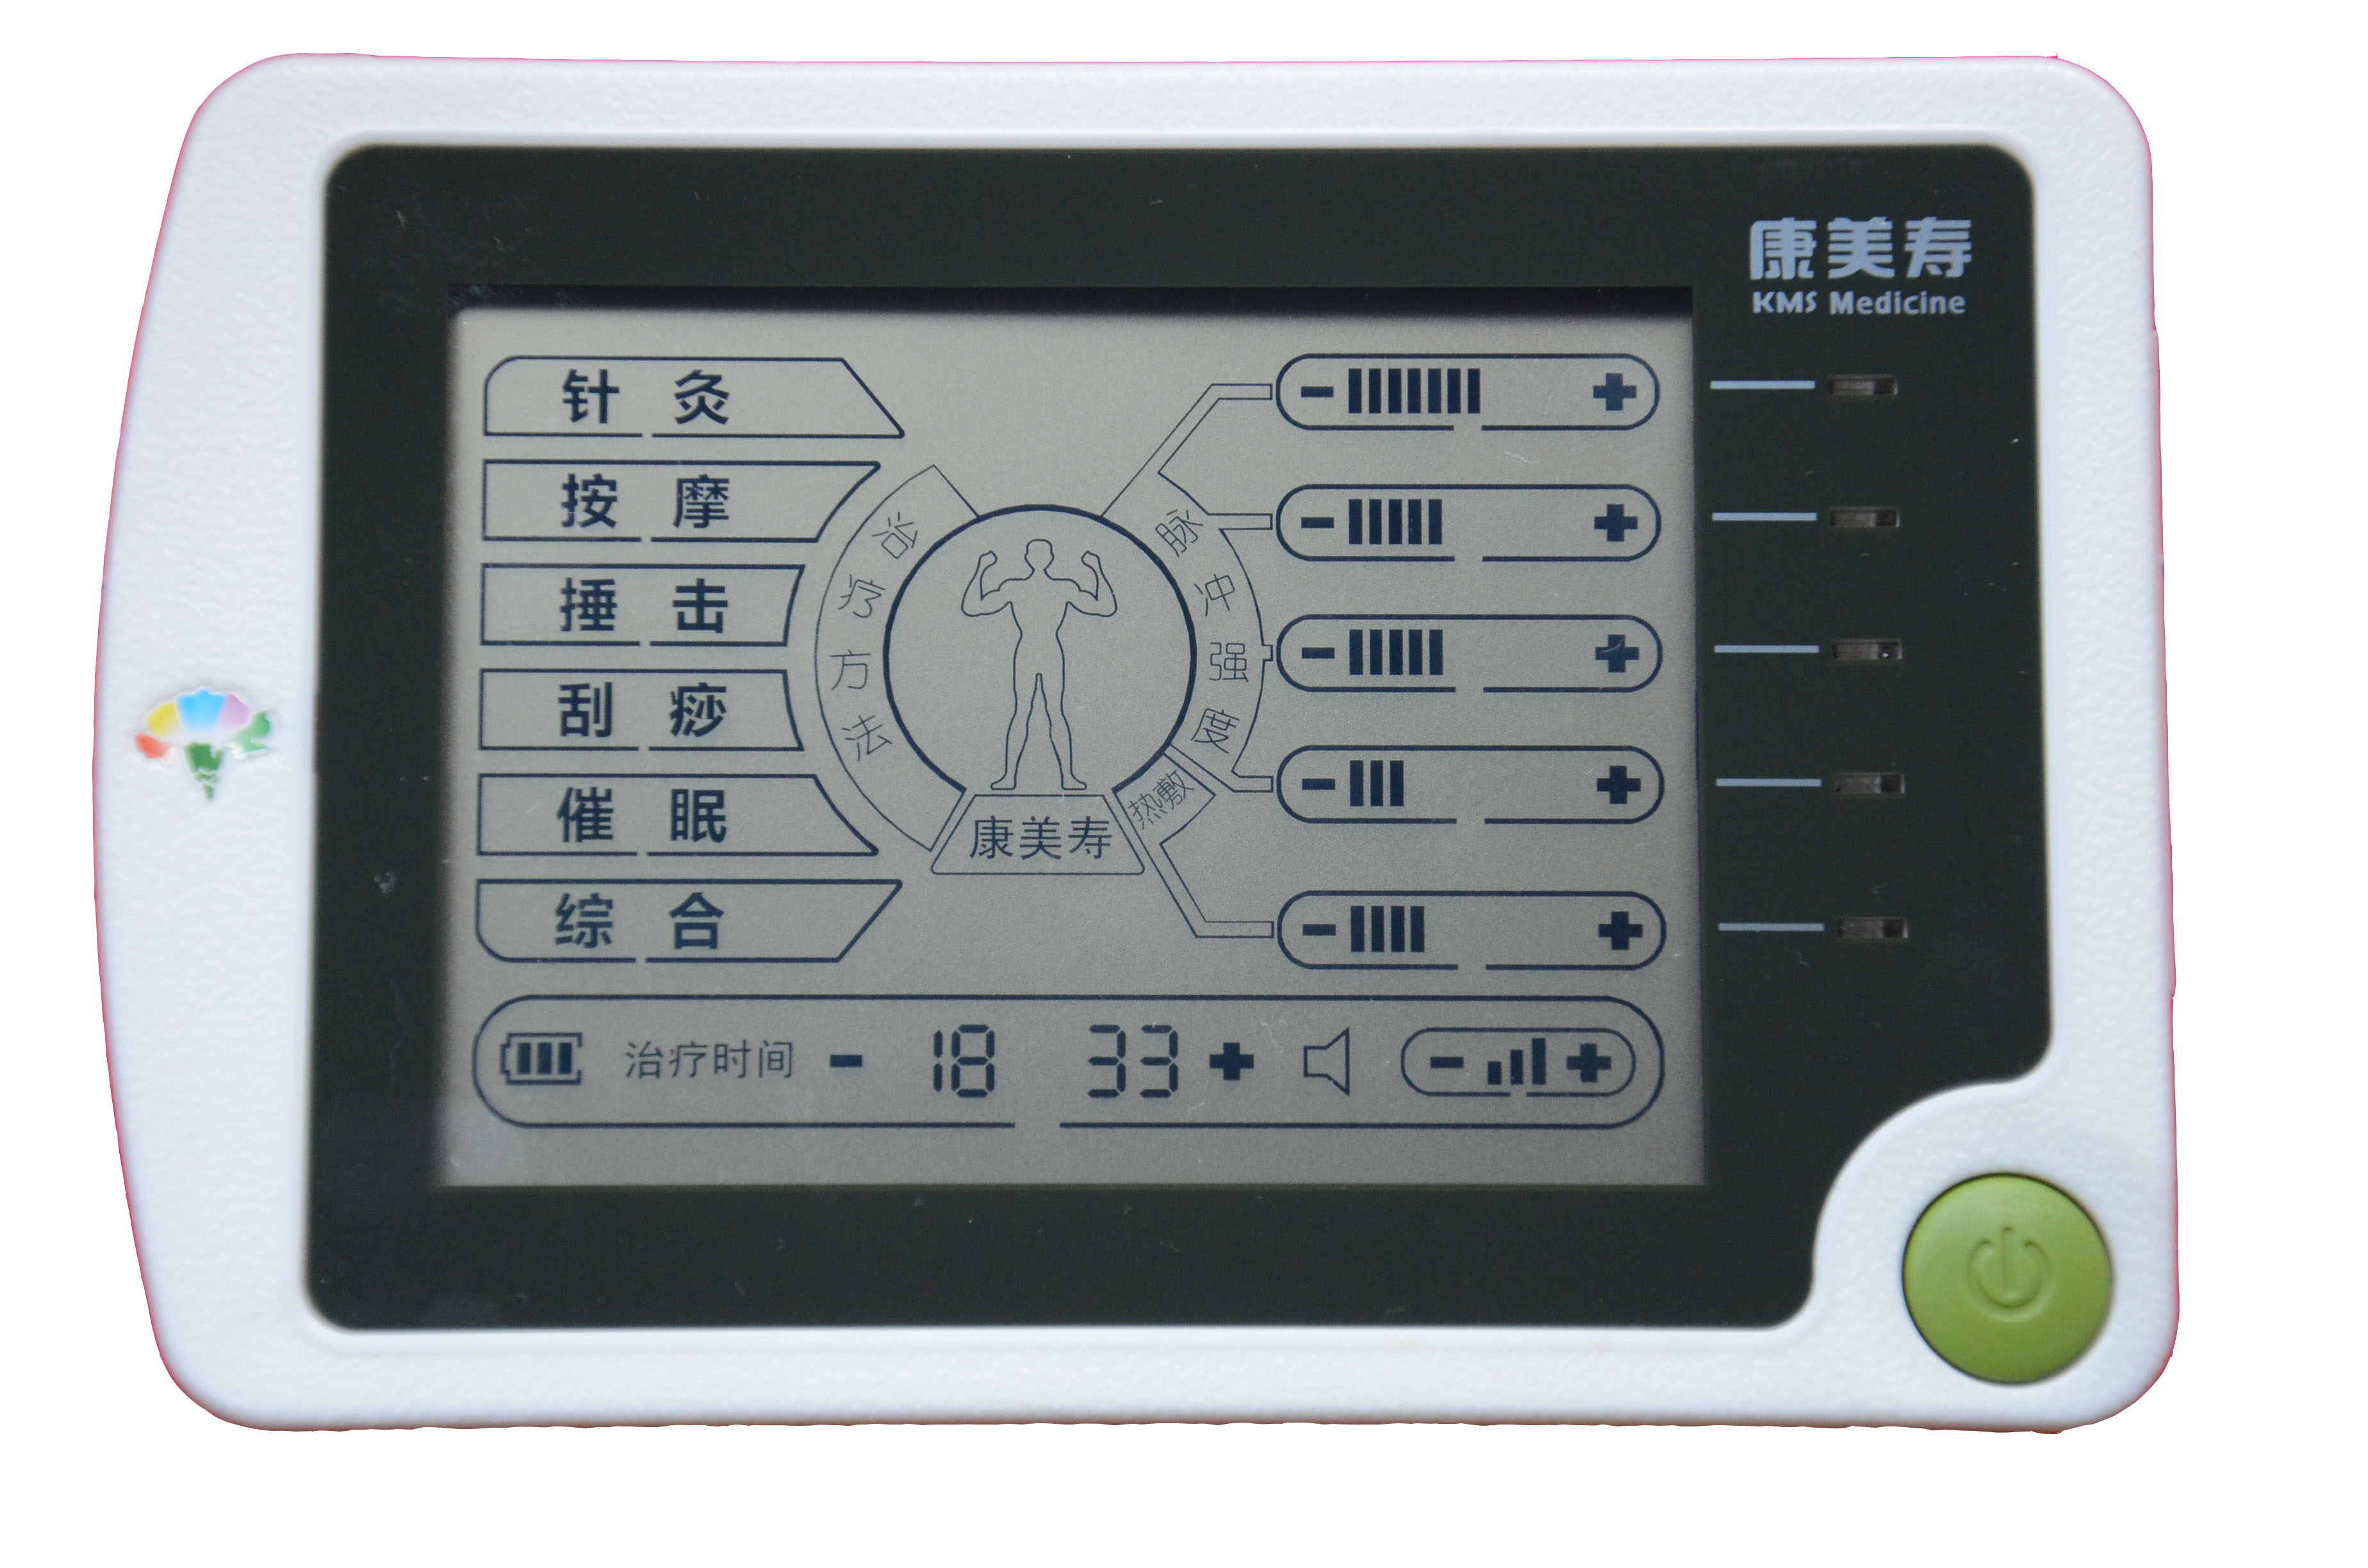 康美寿
KMS Medicine
针灸
按摩
捶击
刮痧
催眠
综合
治疗方法
脉冲强度
热敷
康美寿
治疗时间 - 18 33 +